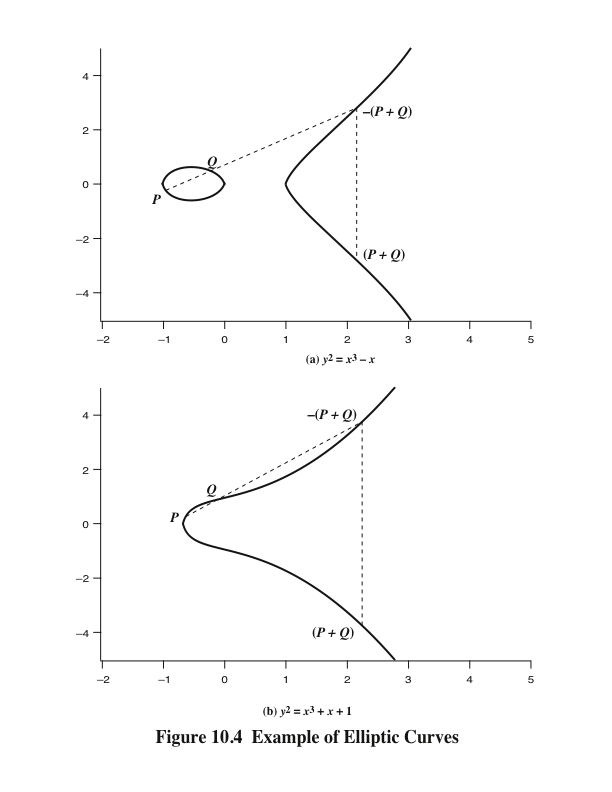 4
2
0
−2
−4
Q
P
−(P + Q)
(P + Q)
−2 −1 0 1 2 3 4 5
(a) y² = x³ − x
4
2
0
−2
−4
−(P + Q)
Q
P
(P + Q)
−2 −1 0 1 2 3 4 5
(b) y² = x³ + x + 1
Figure 10.4 Example of Elliptic Curves